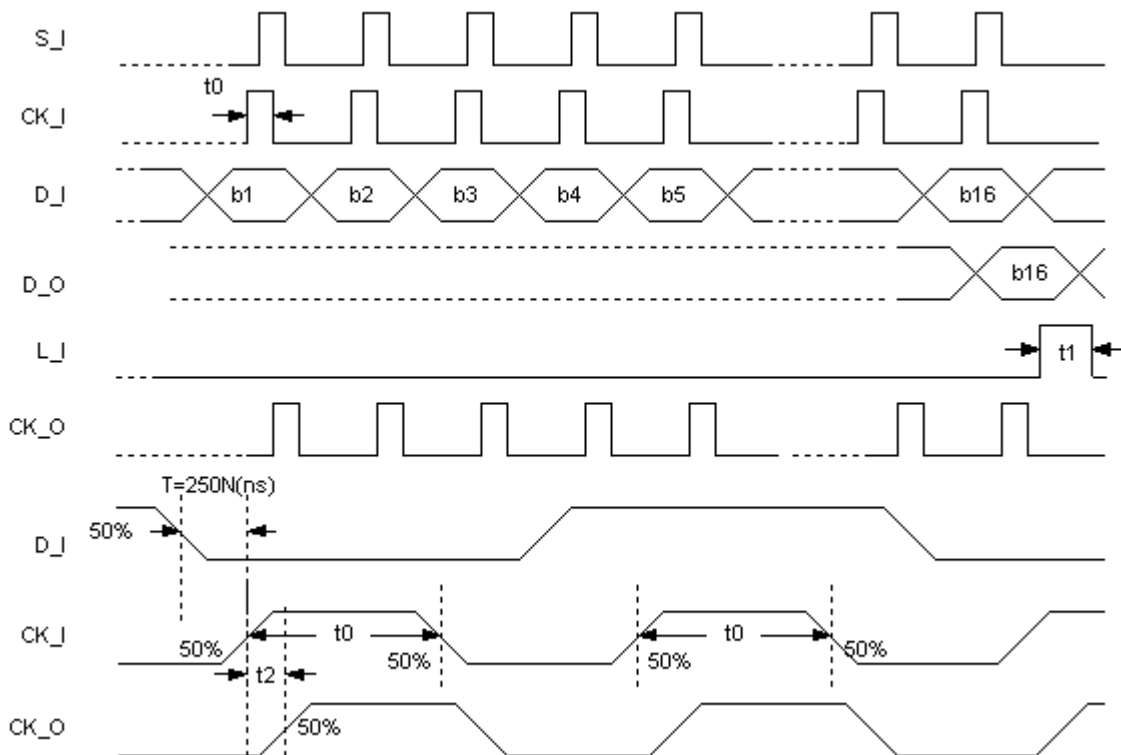 S_I
t0
CK_I
D_I b1 b2 b3 b4 b5 b16
D_O b16
L_I t1
CK_O
T=250N(ns)
50%
D_I
CK_I 50% t0 50% 50% t0 50%
t2
CK_O 50%